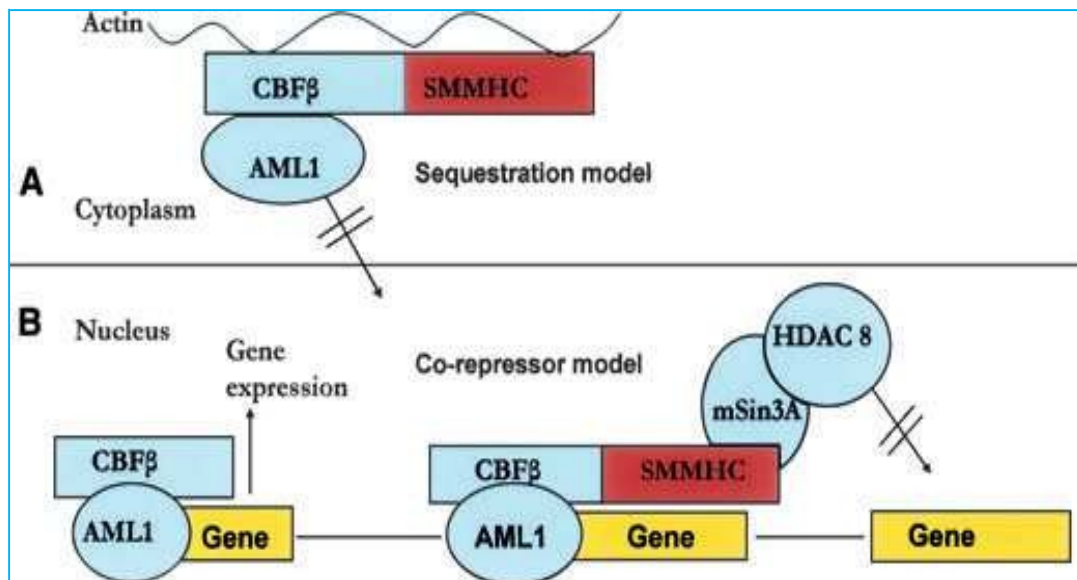 Actin
CBFβ SMMHC
AML1
Sequestration model
A
Cytoplasm
B
Nucleus
Gene
expression
Co-repressor model
HDAC 8
mSin3A
CBFβ
CBFβ SMMHC
AML1 Gene
AML1 Gene
Gene